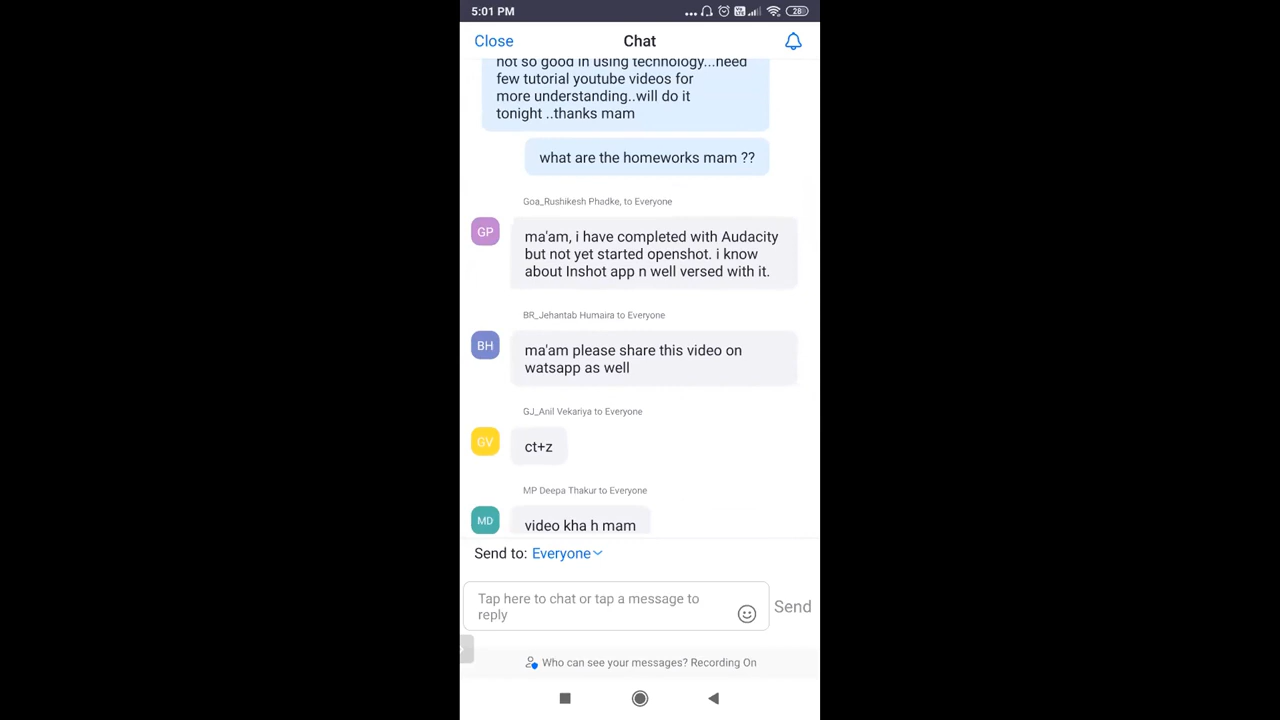 5:01 PM
28
Close
Chat
not so good in using technology...need
few tutorial youtube videos for
more understanding..will do it
tonight ..thanks mam
what are the homeworks mam ??
Goa_Rushikesh Phadke, to Everyone
GP
ma'am, i have completed with Audacity
but not yet started openshot. i know
about Inshot app n well versed with it.
BR_Jehantab Humaira to Everyone
BH
ma'am please share this video on
watsapp as well
GJ_Anil Vekariya to Everyone
GV
ct+z
MP Deepa Thakur to Everyone
MD
video kha h mam
Send to: Everyone
Tap here to chat or tap a message to
reply
Send
Who can see your messages? Recording On